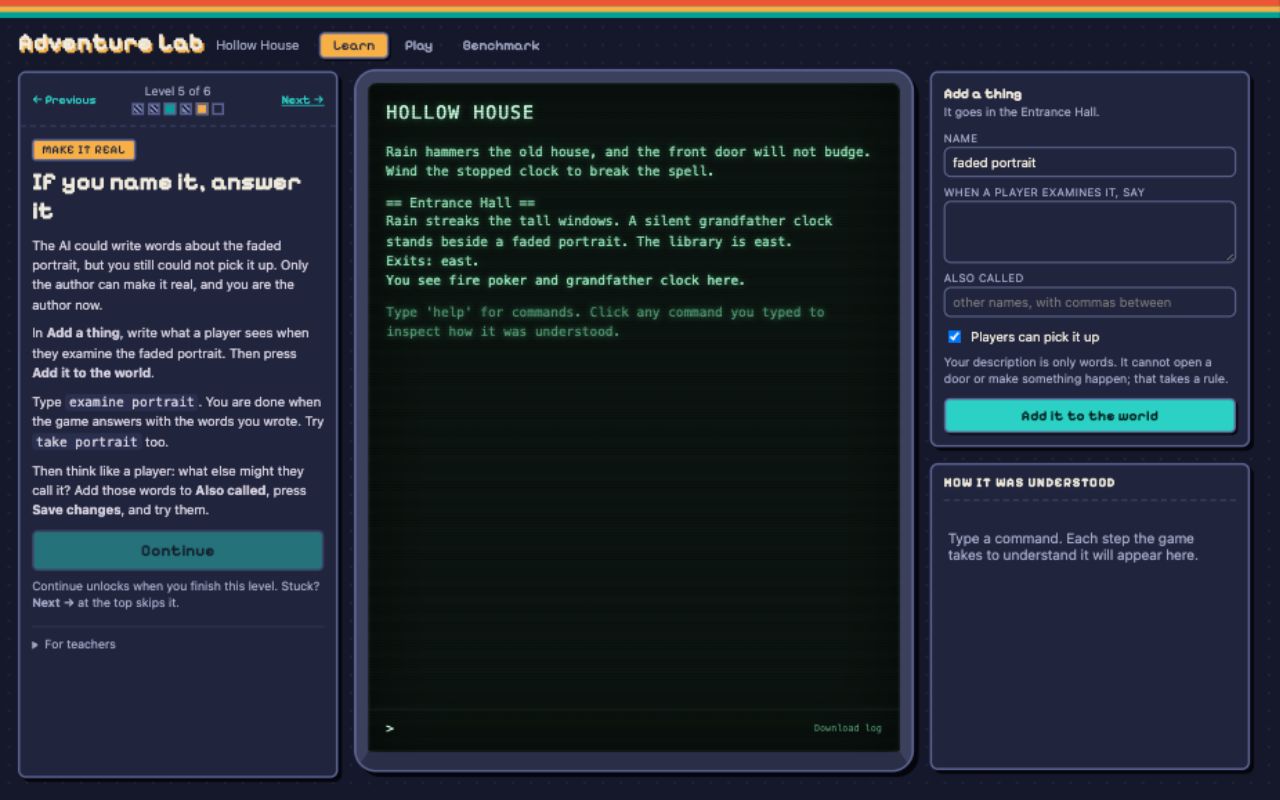 Adventure Lab Hollow House Learn Play Benchmark
← Previous
Level 5 of 6
Next →
MAKE IT REAL
If you name it, answer
it
The AI could write words about the faded
portrait, but you still could not pick it up. Only
the author can make it real, and you are the
author now.
In Add a thing, write what a player sees when
they examine the faded portrait. Then press
Add it to the world.
Type examine portrait. You are done when
the game answers with the words you wrote. Try
take portrait too.
Then think like a player: what else might they
call it? Add those words to Also called, press
Save changes, and try them.
Continue
Continue unlocks when you finish this level. Stuck?
Next → at the top skips it.
▸ For teachers
HOLLOW HOUSE
Rain hammers the old house, and the front door will not budge.
Wind the stopped clock to break the spell.
== Entrance Hall ==
Rain streaks the tall windows. A silent grandfather clock
stands beside a faded portrait. The library is east.
Exits: east.
You see fire poker and grandfather clock here.
Type 'help' for commands. Click any command you typed to
inspect how it was understood.
>
Download log
Add a thing
It goes in the Entrance Hall.
NAME
faded portrait
WHEN A PLAYER EXAMINES IT, SAY
ALSO CALLED
other names, with commas between
Players can pick it up
Your description is only words. It cannot open a
door or make something happen; that takes a rule.
Add it to the world
HOW IT WAS UNDERSTOOD
Type a command. Each step the game
takes to understand it will appear here.